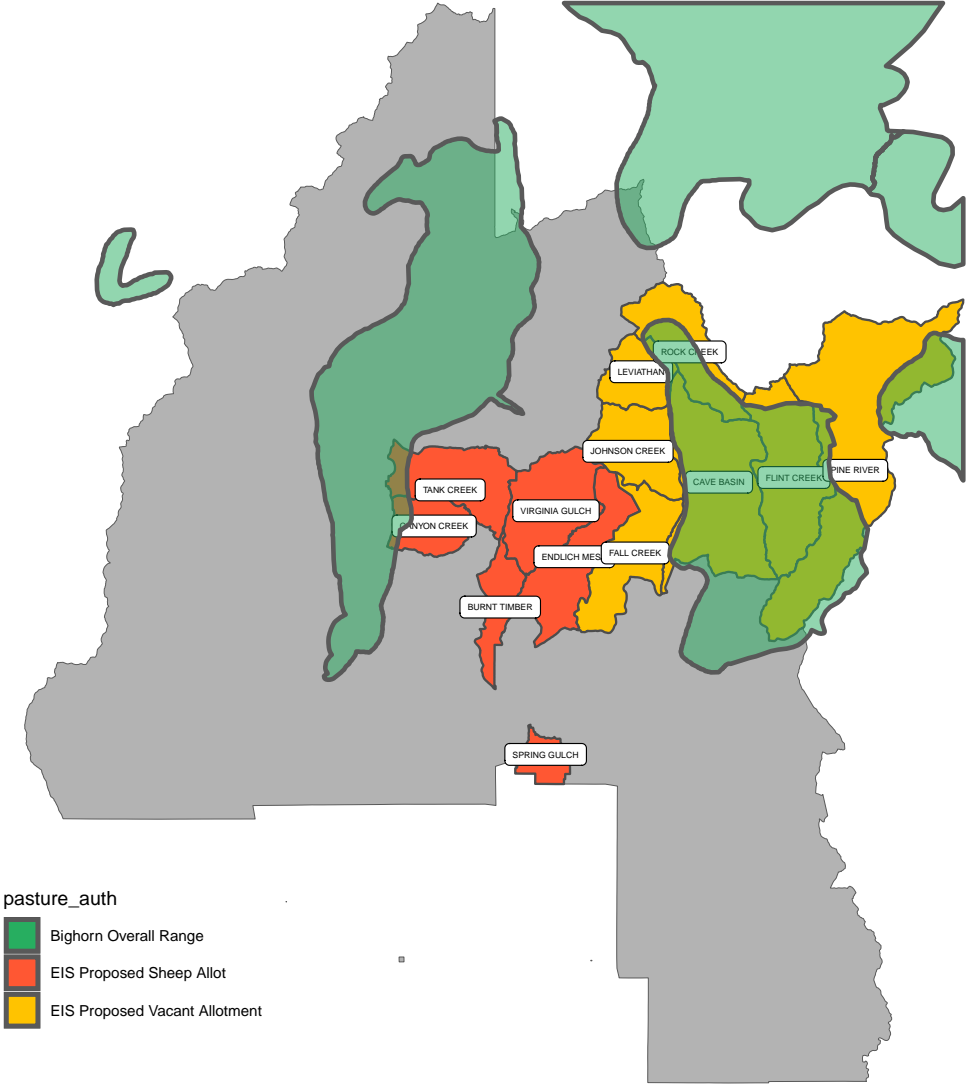 ROCK CREEK
LEVIATHAN
JOHNSON CREEK
PINE RIVER
FLINT CREEK
CAVE BASIN
TANK CREEK
VIRGINIA GULCH
CANYON CREEK
FALL CREEK
ENDLICH MES
BURNT TIMBER
SPRING GULCH
pasture_auth
Bighorn Overall Range
EIS Proposed Sheep Allot
EIS Proposed Vacant Allotment